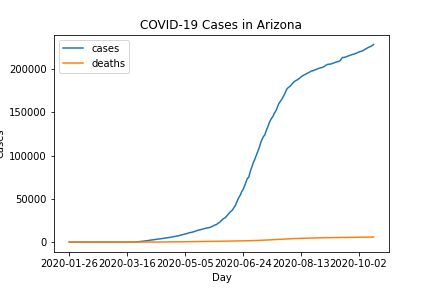 COVID-19 Cases in Arizona
cases
deaths
200000
150000
100000
50000
0
cases
2020-01-26 2020-03-16 2020-05-05 2020-06-24 2020-08-13 2020-10-02
Day